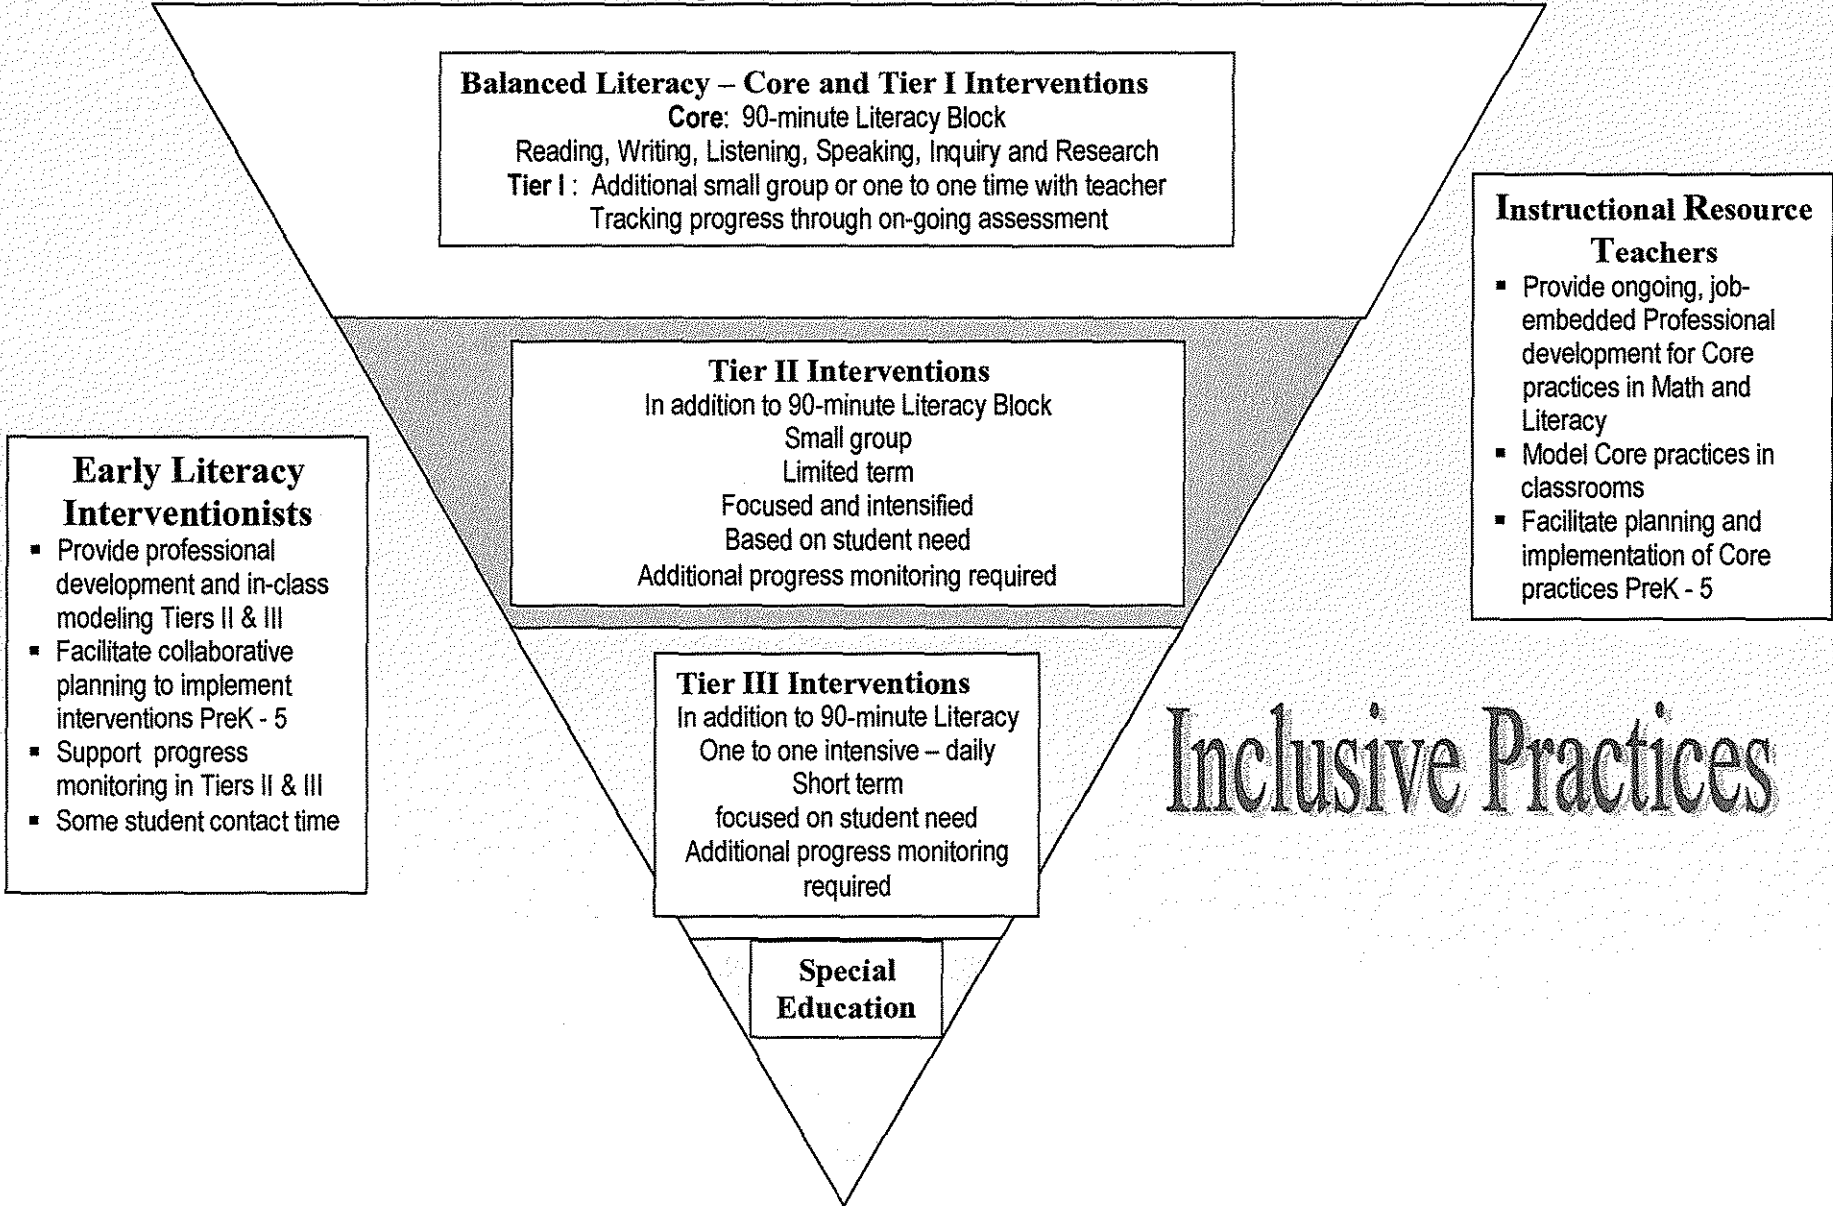 Balanced Literacy – Core and Tier I Interventions
Core: 90-minute Literacy Block
Reading, Writing, Listening, Speaking, Inquiry and Research
Tier I : Additional small group or one to one time with teacher
Tracking progress through on-going assessment
Instructional Resource
Teachers
▪ Provide ongoing, job-
embedded Professional
development for Core
practices in Math and
Literacy
▪ Model Core practices in
classrooms
▪ Facilitate planning and
implementation of Core
practices PreK - 5
Tier II Interventions
In addition to 90-minute Literacy Block
Small group
Limited term
Focused and intensified
Based on student need
Additional progress monitoring required
Early Literacy
Interventionists
▪ Provide professional
development and in-class
modeling Tiers II & III
▪ Facilitate collaborative
planning to implement
interventions PreK - 5
▪ Support progress
monitoring in Tiers II & III
▪ Some student contact time
Tier III Interventions
In addition to 90-minute Literacy
One to one intensive – daily
Short term
focused on student need
Additional progress monitoring
required
Inclusive Practices
Special
Education